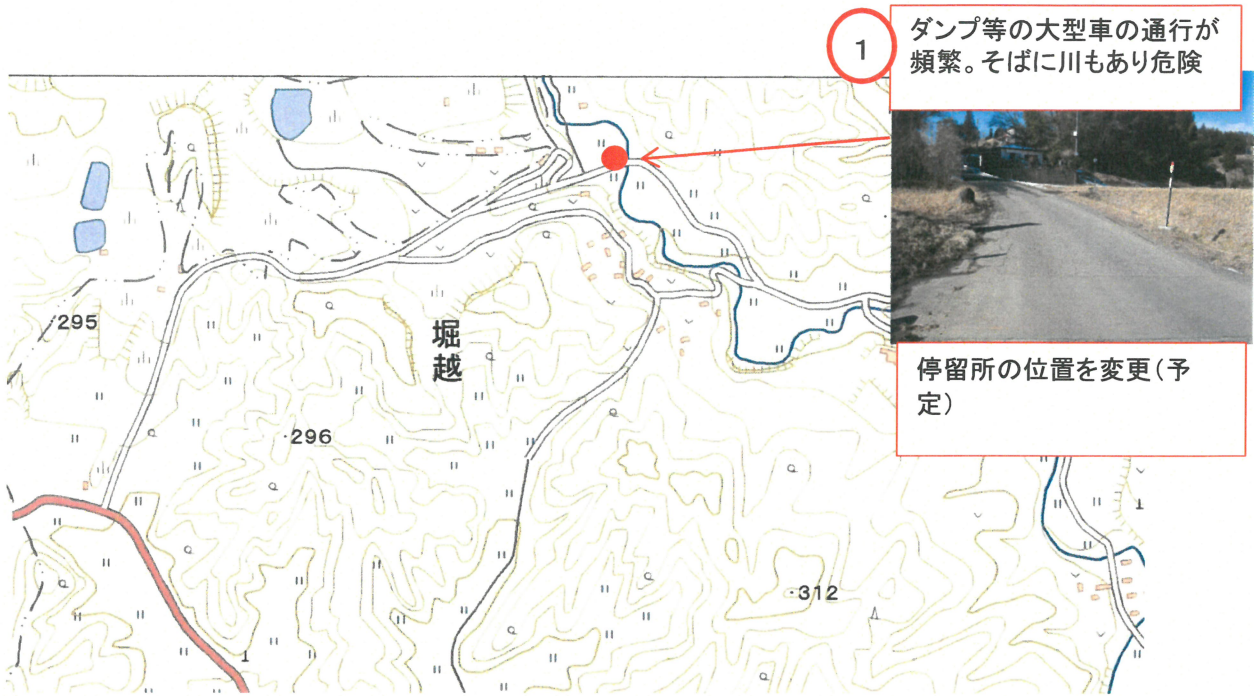 1
ダンプ等の大型車の通行が
頻繁。そばに川もあり危険
停留所の位置を変更(予
定)
堀越
295
296
312
1
1